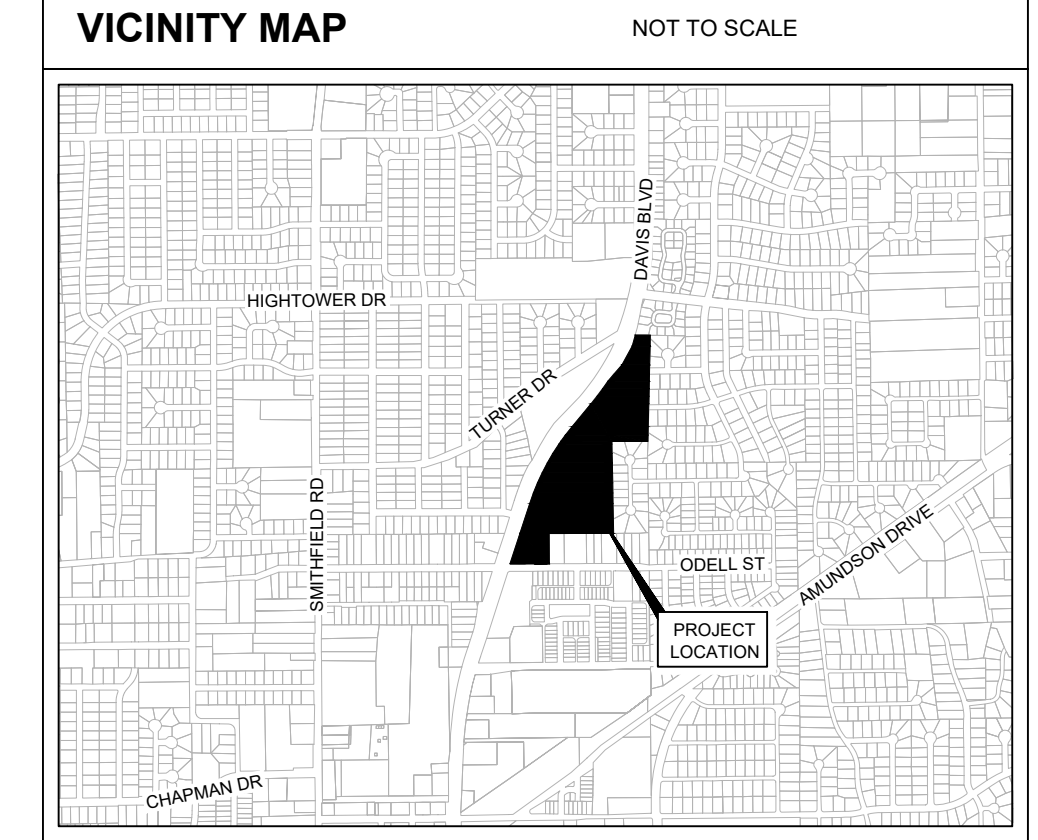 VICINITY MAP
NOT TO SCALE
DAVIS BLVD
HIGHTOWER DR
TURNER DR
SMITHFIELD RD
ODELL ST
AMUNDSON DRIVE
PROJECT
LOCATION
CHAPMAN DR